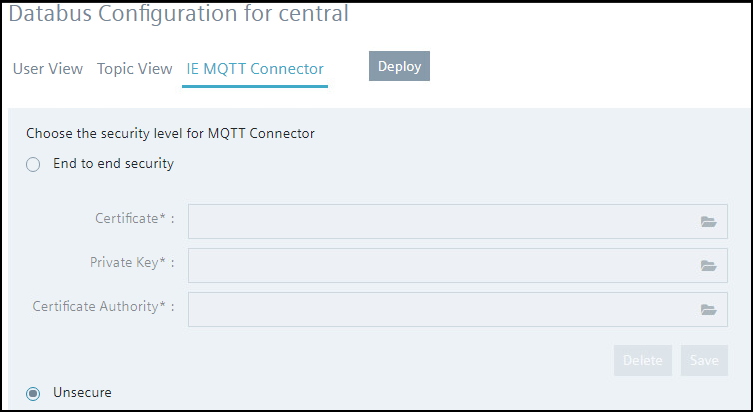 Databus Configuration for central
User View Topic View IE MQTT Connector Deploy
Choose the security level for MQTT Connector
End to end security
Certificate* :
Private Key* :
Certificate Authority* :
Delete Save
Unsecure